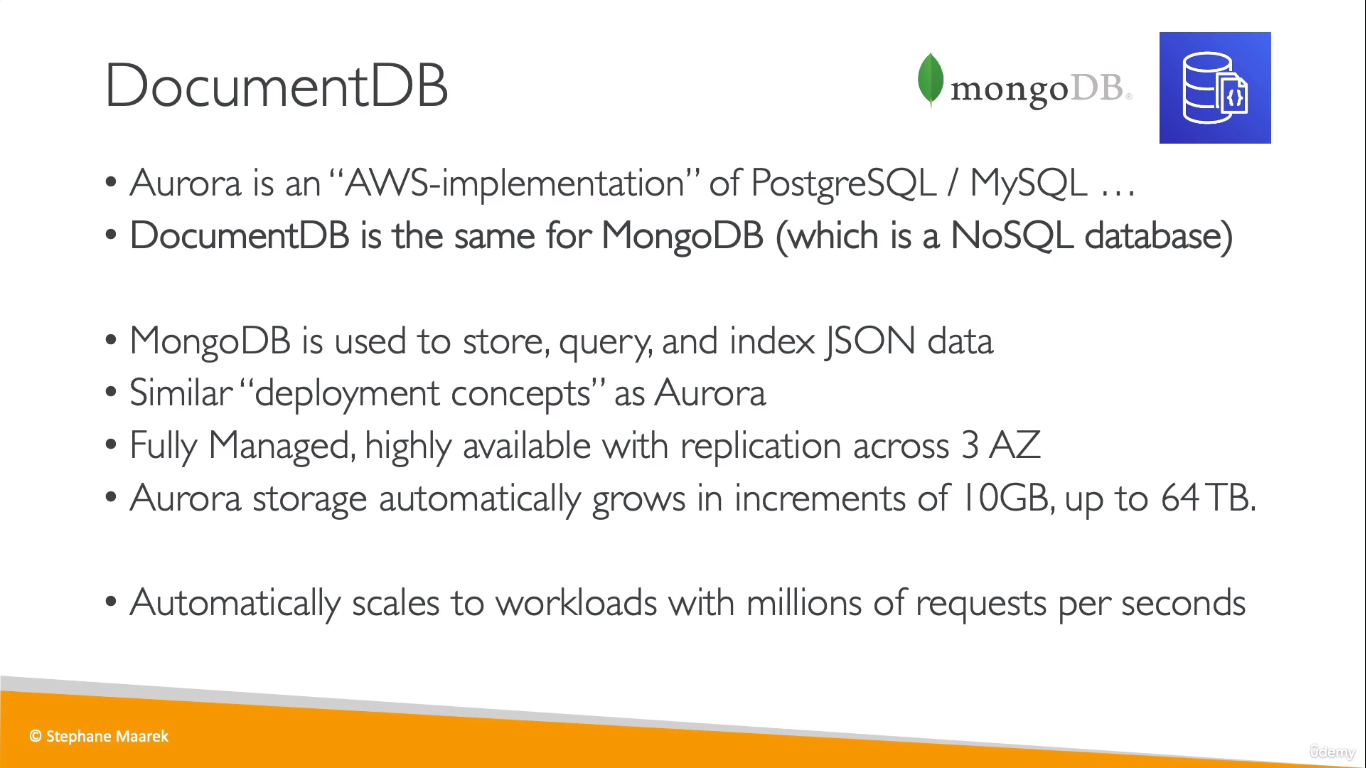 DocumentDB
mongoDB®
• Aurora is an “AWS-implementation” of PostgreSQL / MySQL …
• DocumentDB is the same for MongoDB (which is a NoSQL database)
• MongoDB is used to store, query, and index JSON data
• Similar “deployment concepts” as Aurora
• Fully Managed, highly available with replication across 3 AZ
• Aurora storage automatically grows in increments of 10GB, up to 64 TB.
• Automatically scales to workloads with millions of requests per seconds
© Stephane Maarek
ûdemy